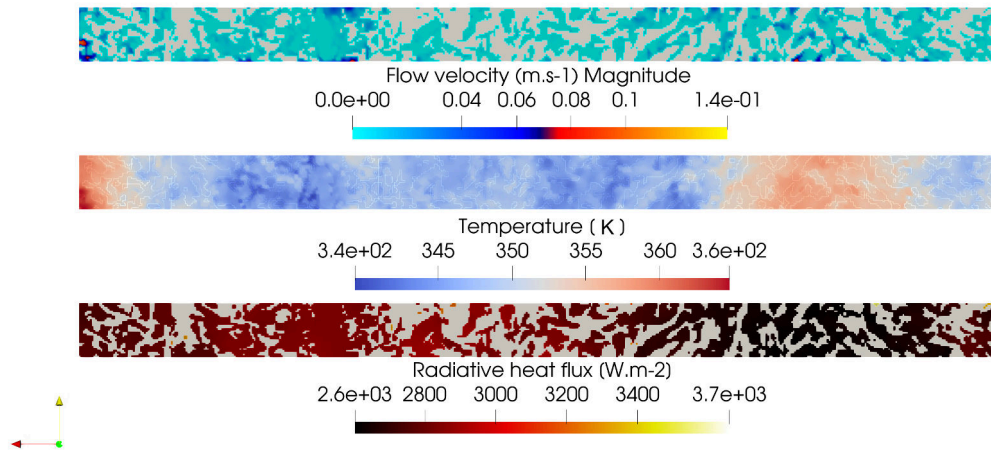 Flow velocity (m.s-1) Magnitude
0.0e+00 0.04 0.06 0.08 0.1 1.4e-01
Temperature ( K )
3.4e+02 345 350 355 360 3.6e+02
Radiative heat flux (W.m-2)
2.6e+03 2800 3000 3200 3400 3.7e+03